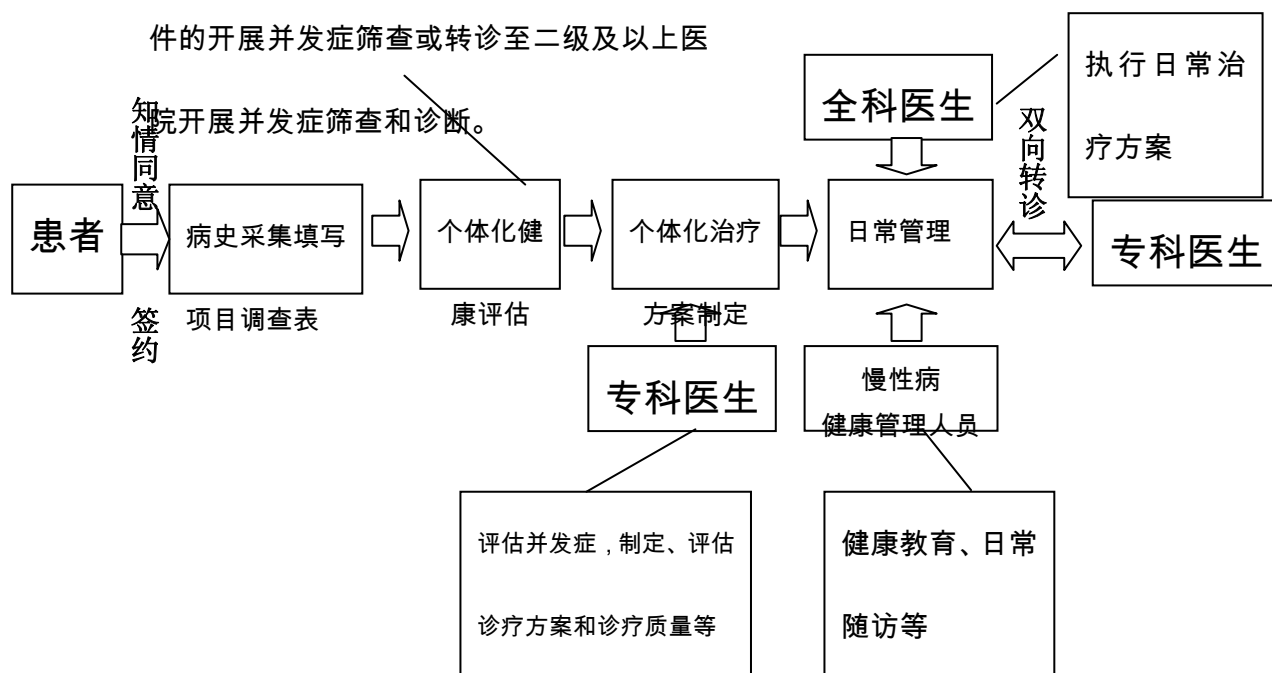 件的开展并发症筛查或转诊至二级及以上医
院开展并发症筛查和诊断。
知情同意
签约
患者
病史采集填写
项目调查表
个体化健
康评估
个体化治疗
方案制定
日常管理
全科医生
执行日常治
疗方案
双向转诊
专科医生
专科医生
慢性病
健康管理人员
评估并发症，制定、评估
诊疗方案和诊疗质量等
健康教育、日常
随访等